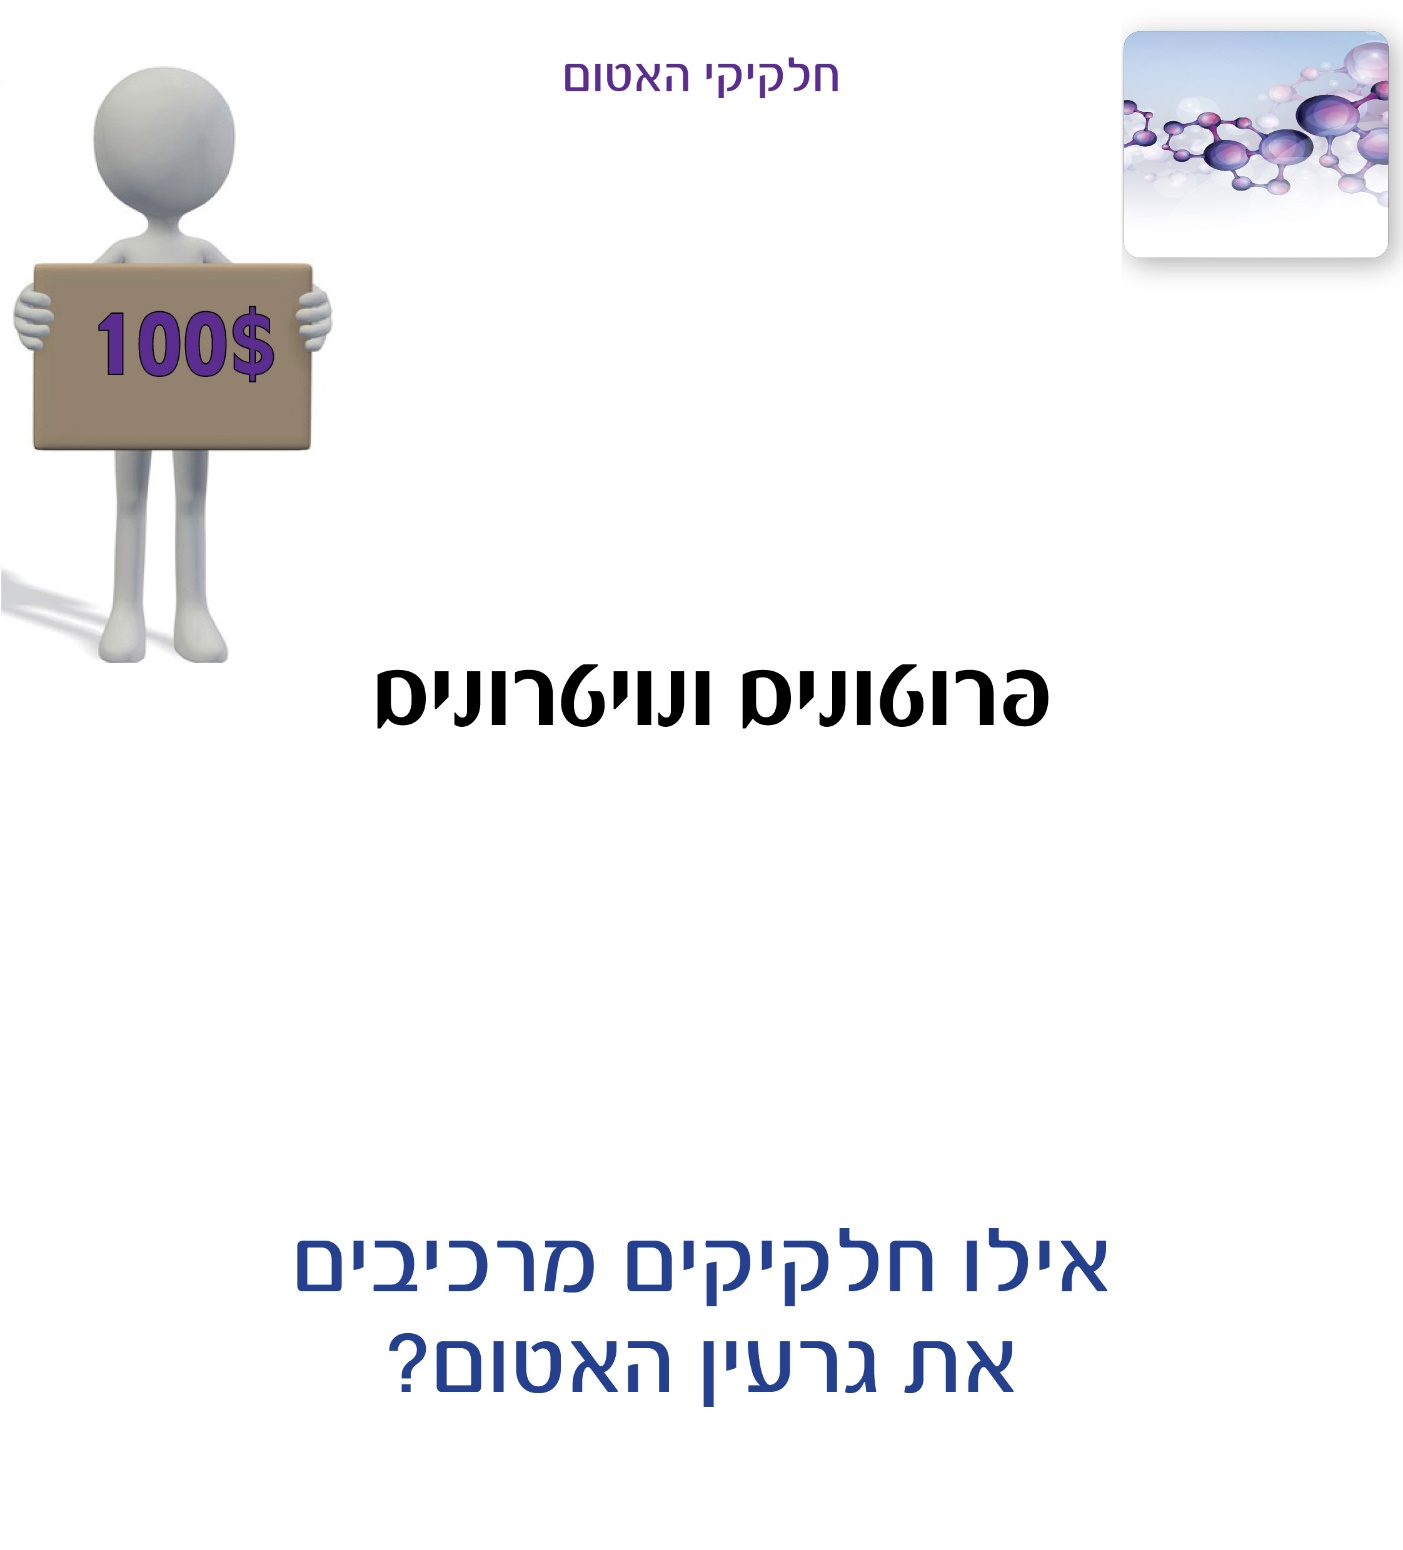 חלקיקי האטום
100$
פרוטונים ונויטרונים
אילו חלקיקים מרכיבים
את גרעין האטום?